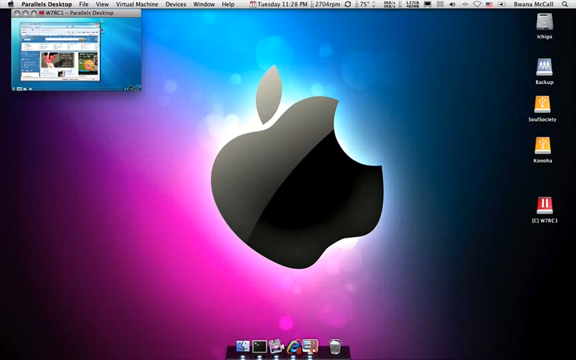 Parallels Desktop File View Virtual Machine Devices Window Help Tuesday 11:28 PM 2704rpm 75° Bwana McCall
W7RC1 – Parallels Desktop
Ichigo
Backup
SoulSociety
Konoha
[C] W7RC1